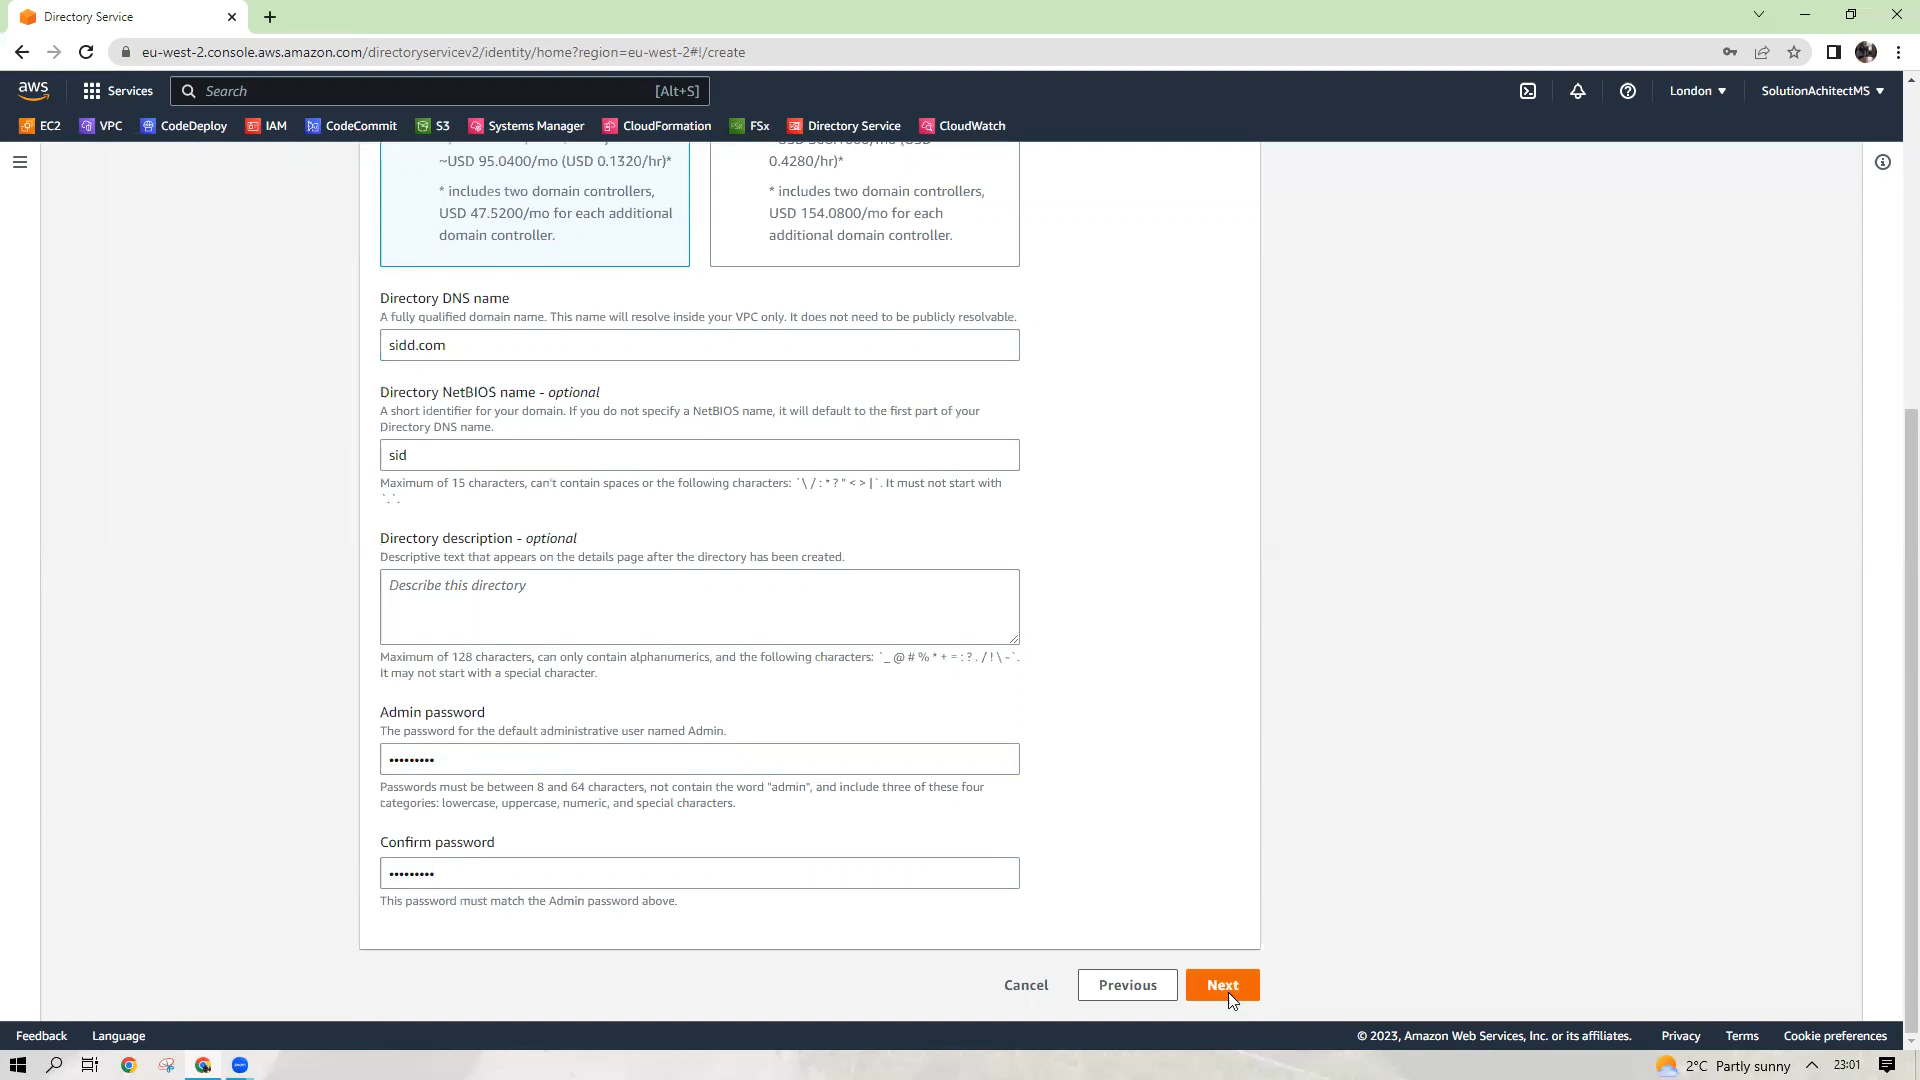 Directory Service
eu-west-2.console.aws.amazon.com/directoryservicev2/identity/home?region=eu-west-2#!/create
aws
Services
Search
[Alt+S]
London
SolutionAchitectMS
EC2
VPC
CodeDeploy
IAM
CodeCommit
S3
Systems Manager
CloudFormation
FSx
Directory Service
CloudWatch
~USD 95.0400/mo (USD 0.1320/hr)*
* includes two domain controllers,
USD 47.5200/mo for each additional
domain controller.
0.4280/hr)*
* includes two domain controllers,
USD 154.0800/mo for each
additional domain controller.
Directory DNS name
A fully qualified domain name. This name will resolve inside your VPC only. It does not need to be publicly resolvable.
sidd.com
Directory NetBIOS name - optional
A short identifier for your domain. If you do not specify a NetBIOS name, it will default to the first part of your
Directory DNS name.
sid
Maximum of 15 characters, can't contain spaces or the following characters: `\ / : * ? " < > |`. It must not start with
`.`.
Directory description - optional
Descriptive text that appears on the details page after the directory has been created.
Describe this directory
Maximum of 128 characters, can only contain alphanumerics, and the following characters: `_ @ # % * + = : ? . / ! \ -`.
It may not start with a special character.
Admin password
The password for the default administrative user named Admin.
•••••••••
Passwords must be between 8 and 64 characters, not contain the word "admin", and include three of these four
categories: lowercase, uppercase, numeric, and special characters.
Confirm password
•••••••••
This password must match the Admin password above.
Cancel
Previous
Next
Feedback
Language
© 2023, Amazon Web Services, Inc. or its affiliates.
Privacy
Terms
Cookie preferences
2°C Partly sunny
23:01